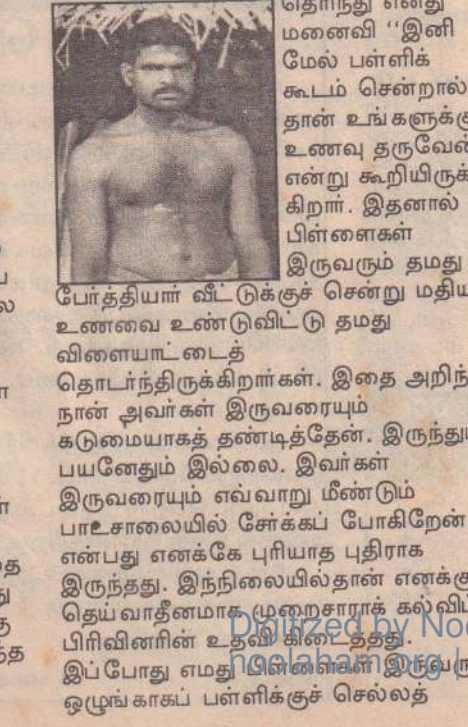 தெரிந்து எனது
மனைவி "இனி
மேல் பள்ளிக்
கூடம் சென்றால்
தான் உங்களுக்கு
உணவு தருவேன்
என்று கூறியிருக்
கிறார். இதனால்
பிள்ளைகள்
இருவரும் தமது
பேர்த்தியார் வீட்டுக்குச் சென்று மதிய
உணவை உண்டுவிட்டு தமது
விளையாட்டைத்
தொடர்ந்திருக்கிறார்கள். இதை அறிந்
நான் அவர்கள் இருவரையும்
கடுமையாகத் தண்டித்தேன். இருந்தும்
பயனேதும் இல்லை. இவர்கள்
இருவரையும் எவ்வாறு மீண்டும்
பாடசாலையில் சேர்க்கப் போகிறேன்
என்பது எனக்கே புரியாத புதிராக
இருந்தது. இந்நிலையில்தான் எனக்கு
தெய்வாதீனமாக முறைசாராக் கல்விப்
பிரிவினரின் உதவி கிடைத்தது.
இப்போது எமது பிள்ளைகள் இருவரு
ஒழுங்காகப் பள்ளிக்குச் செல்லத்
Digitized by Noo
noolaham.org |